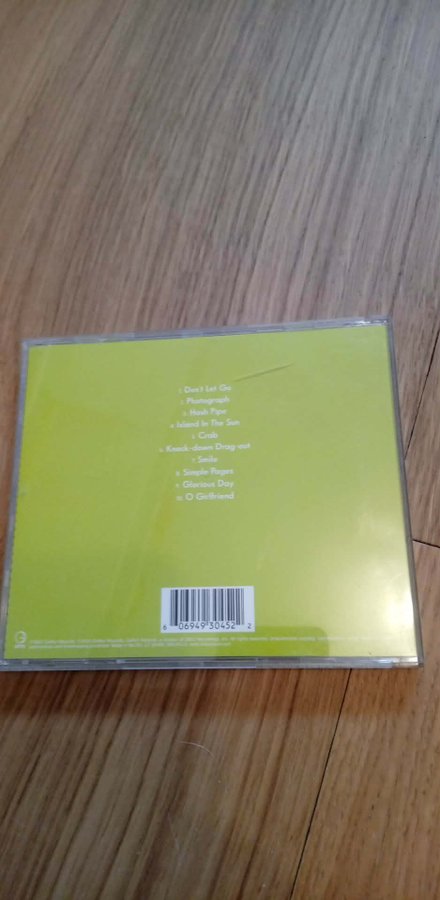 1. Don't Let Go
2. Photograph
3. Hash Pipe
4. Island In The Sun
5. Crab
6. Knock-down Drag-out
7. Smile
8. Simple Pages
9. Glorious Day
10. O Girlfriend
6 06949 30452 2